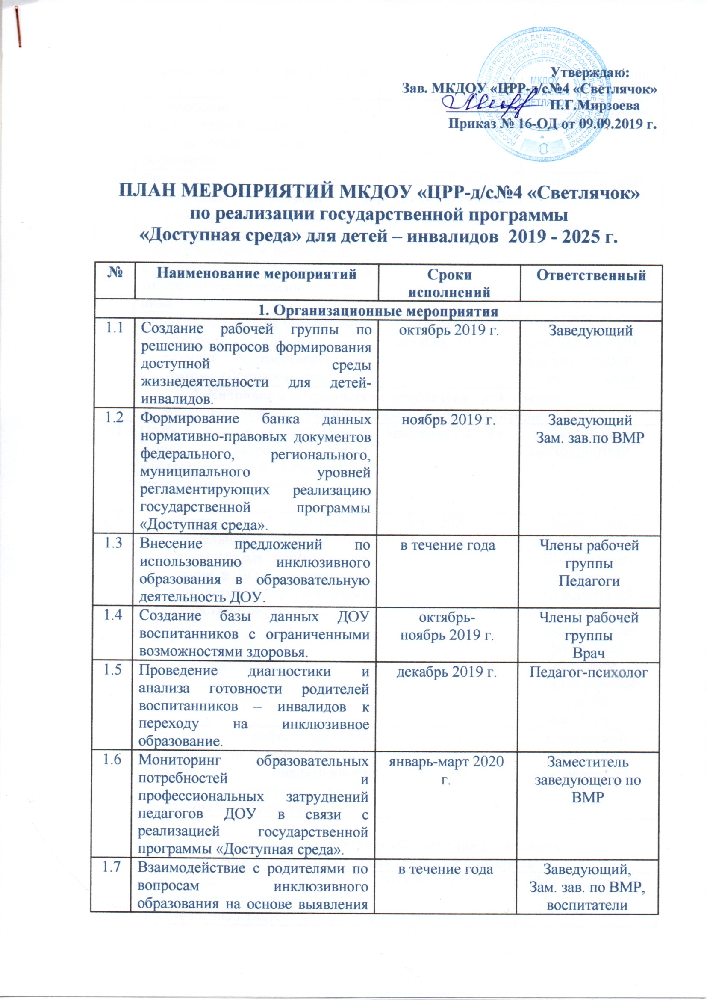 Утверждаю:
Зав. МКДОУ «ЦРР-д/с№4 «Светлячок»
П.Г.Мирзоева
Приказ № 16-ОД от 09.09.2019 г.
МКДОУ
СВЕТЛЯЧОК
ПЛАН МЕРОПРИЯТИЙ МКДОУ «ЦРР-д/с№4 «Светлячок»
по реализации государственной программы
«Доступная среда» для детей – инвалидов 2019 - 2025 г.
№ Наименование мероприятий Сроки Ответственный
исполнений
1. Организационные мероприятия
1.1 Создание рабочей группы по октябрь 2019 г. Заведующий
решению вопросов формирования
доступной среды
жизнедеятельности для детей-
инвалидов.
1.2 Формирование банка данных ноябрь 2019 г. Заведующий
нормативно-правовых документов Зам. зав.по ВМР
федерального, регионального,
муниципального уровней
регламентирующих реализацию
государственной программы
«Доступная среда».
1.3 Внесение предложений по в течение года Члены рабочей
использованию инклюзивного группы
образования в образовательную Педагоги
деятельность ДОУ.
1.4 Создание базы данных ДОУ октябрь- Члены рабочей
воспитанников с ограниченными ноябрь 2019 г. группы
возможностями здоровья. Врач
1.5 Проведение диагностики и декабрь 2019 г. Педагог-психолог
анализа готовности родителей
воспитанников – инвалидов к
переходу на инклюзивное
образование.
1.6 Мониторинг образовательных январь-март 2020 Заместитель
потребностей и г. заведующего по
профессиональных затруднений ВМР
педагогов ДОУ в связи с
реализацией государственной
программы «Доступная среда».
1.7 Взаимодействие с родителями по в течение года Заведующий,
вопросам инклюзивного Зам. зав. по ВМР,
образования на основе выявления воспитатели